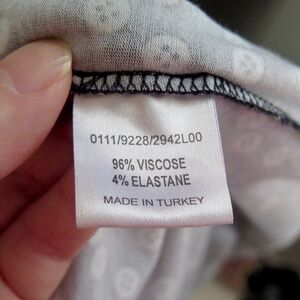 0111/9228/2942L00
96% VISCOSE
4% ELASTANE
MADE IN TURKEY